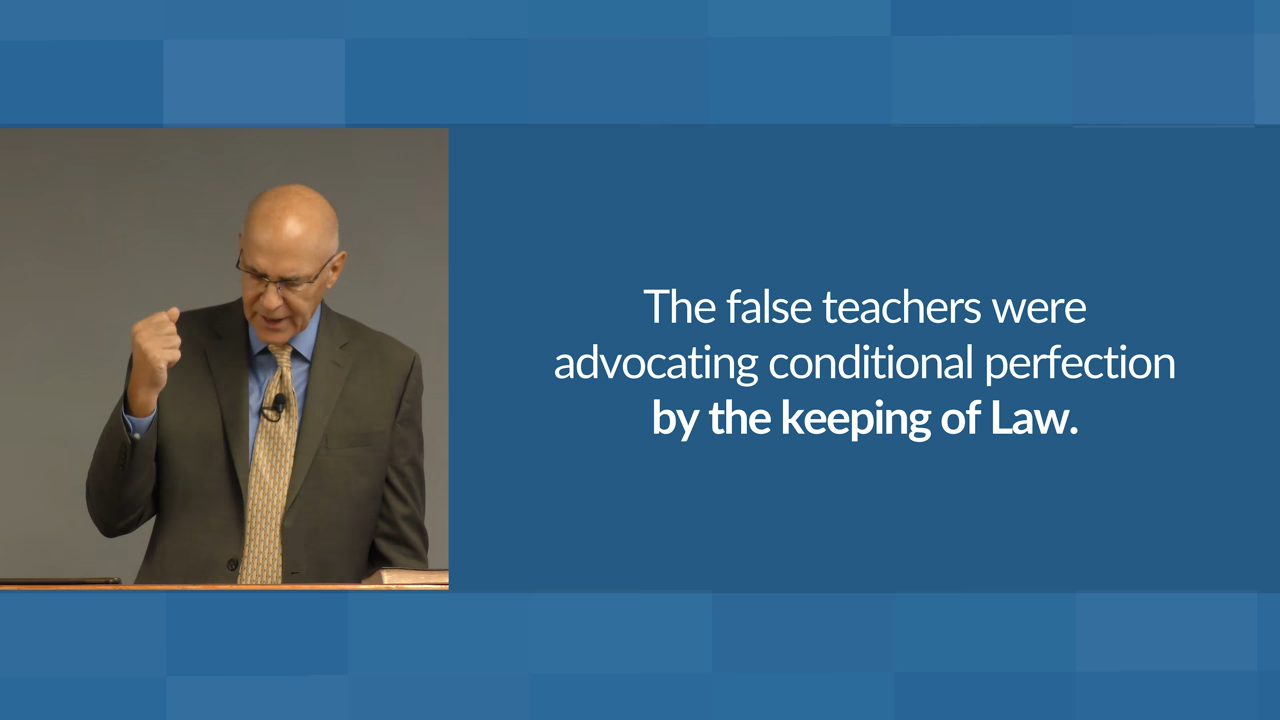 The false teachers were
advocating conditional perfection
by the keeping of Law.